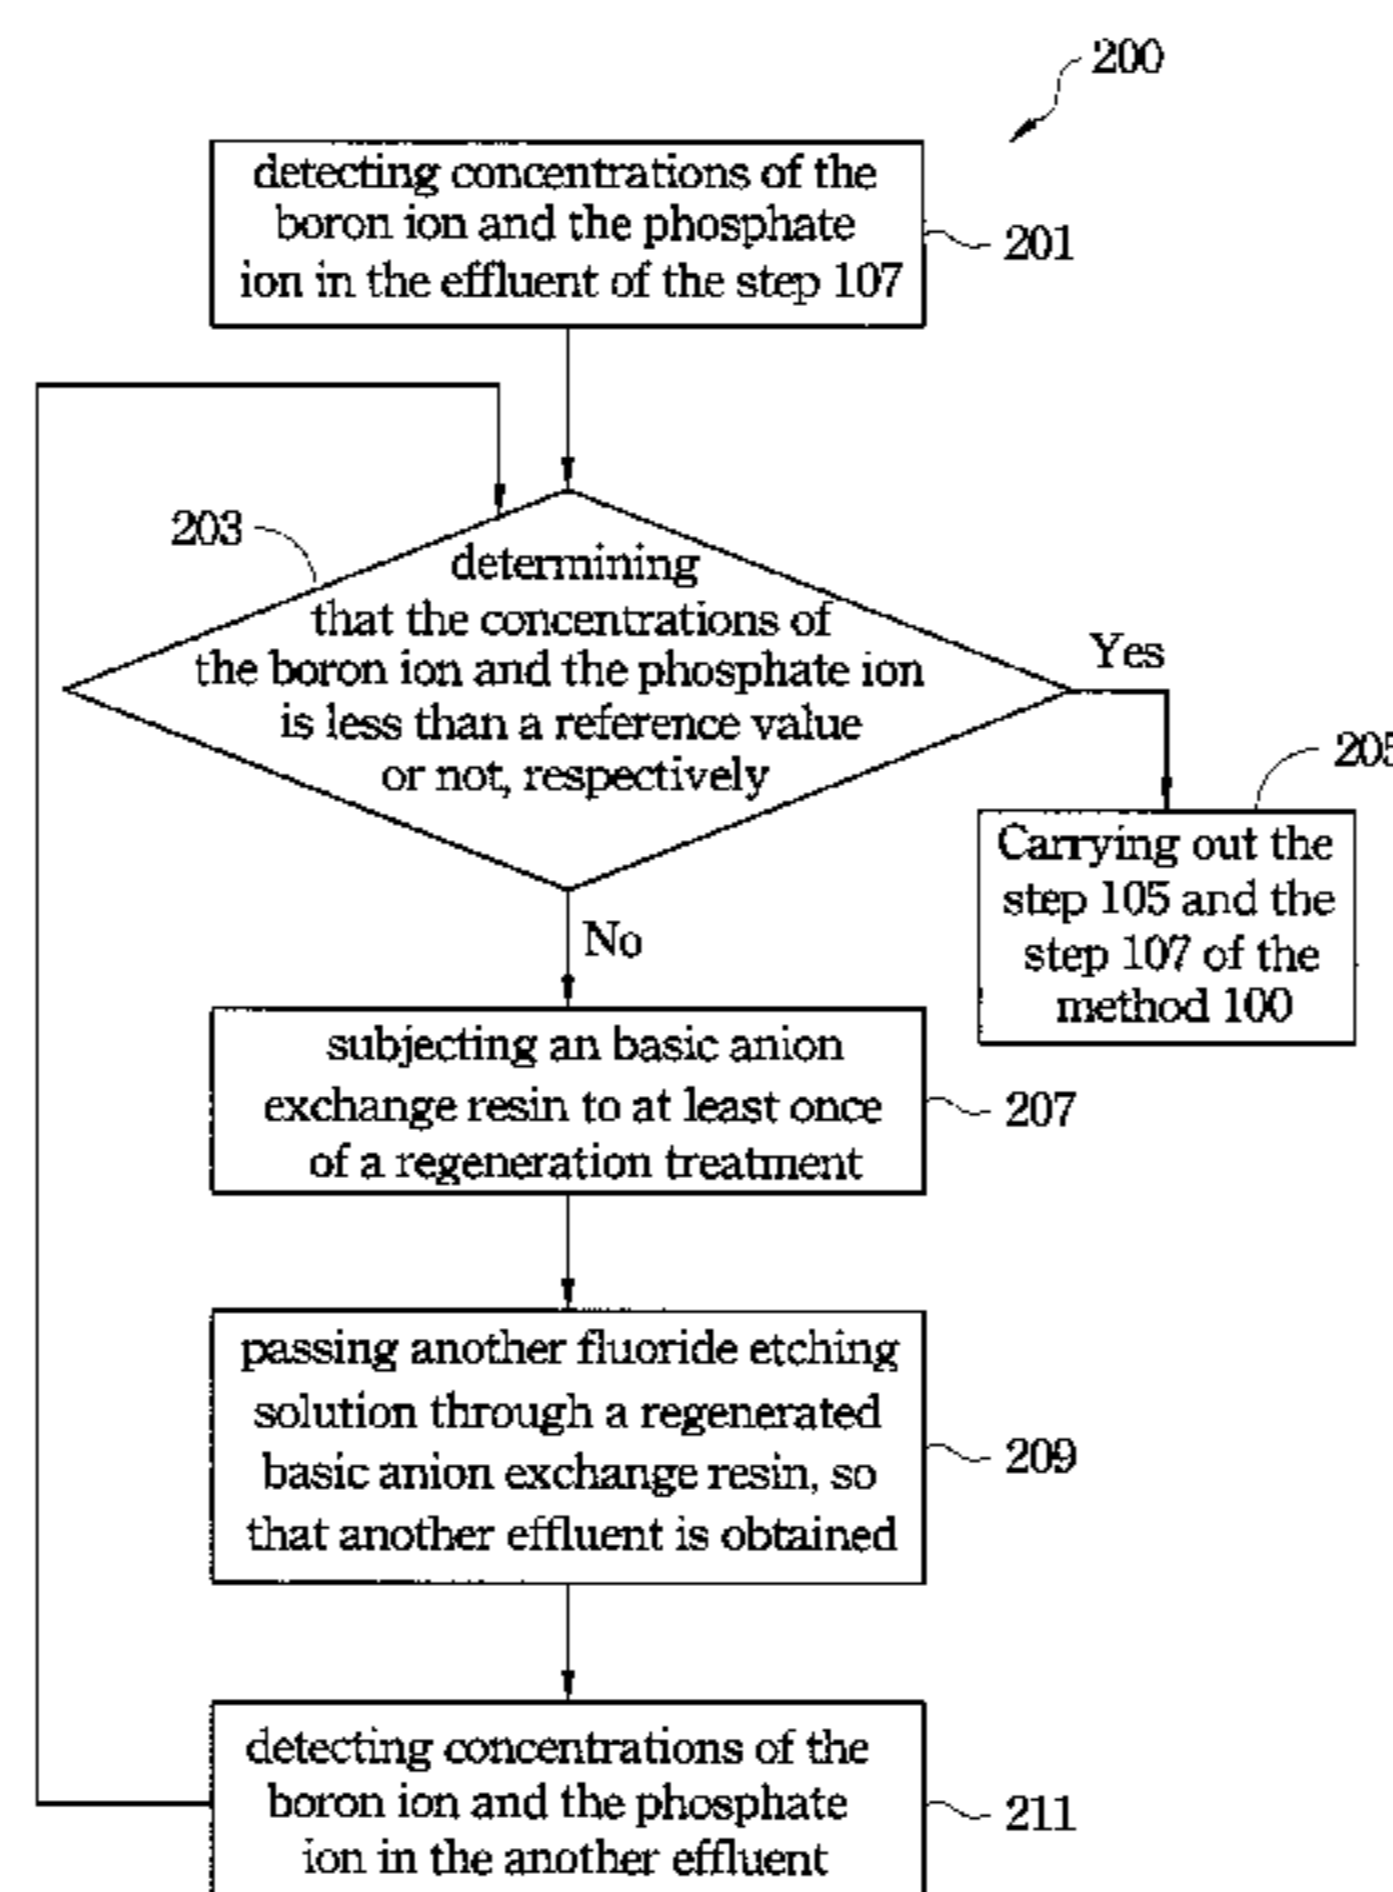 200
detecting concentrations of the
boron ion and the phosphate
ion in the effluent of the step 107
201
203
determining
that the concentrations of
the boron ion and the phosphate ion
is less than a reference value
or not, respectively
Yes
205
Carrying out the
step 105 and the
step 107 of the
method 100
No
subjecting an basic anion
exchange resin to at least once
of a regeneration treatment
207
passing another fluoride etching
solution through a regenerated
basic anion exchange resin, so
that another effluent is obtained
209
detecting concentrations of the
boron ion and the phosphate
ion in the another effluent
211